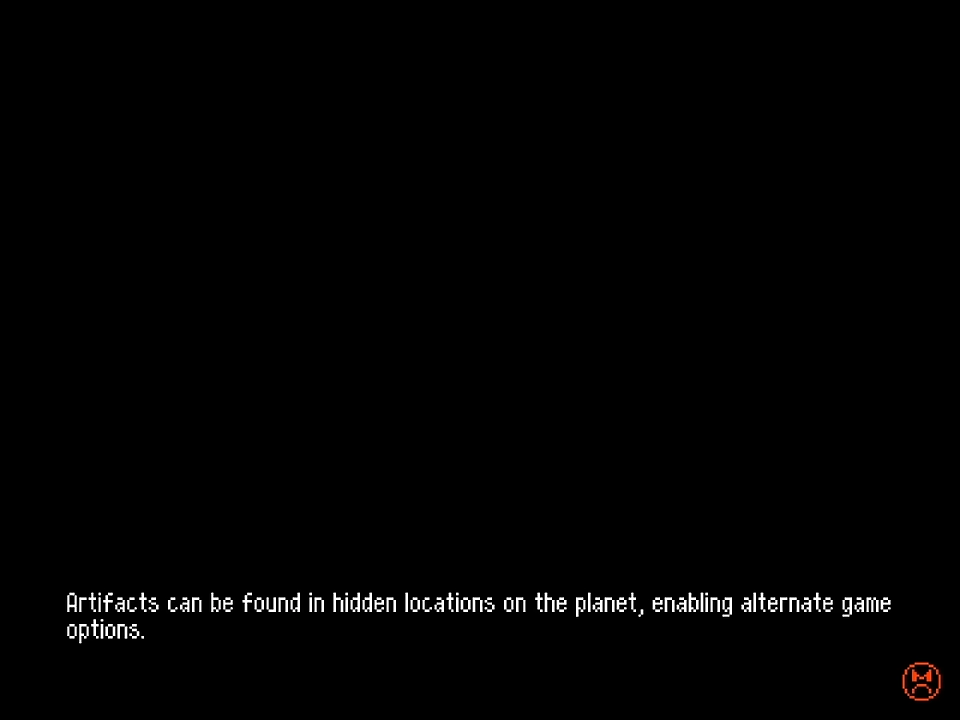 Artifacts can be found in hidden locations on the planet, enabling alternate game
options.